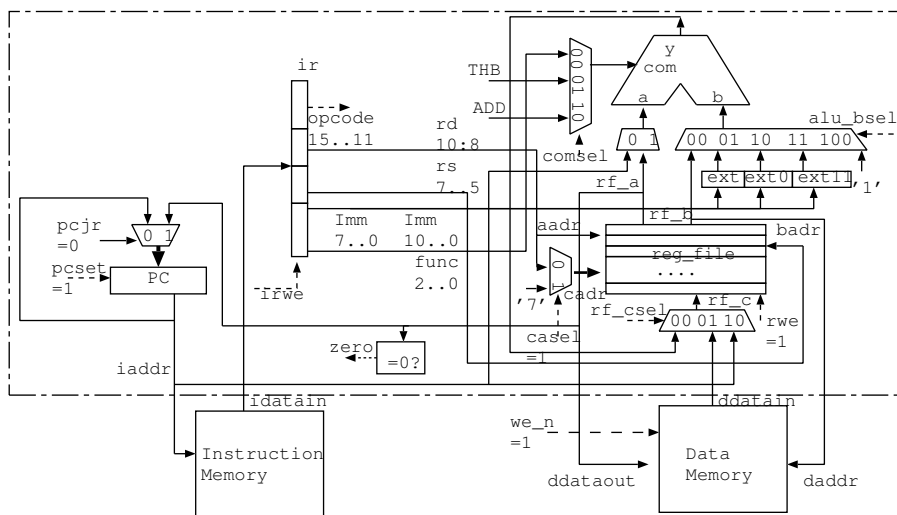 y
com
a
b
00 01 10
THB
ADD
comsel
ir
opcode
15..11
rd
10:8
rs
7..5
Imm
7..0
Imm
10..0
func
2..0
irwe
0 1
rf_a
00 01 10 11 100
alu_bsel
ext
ext0
ext11
'1'
rf_b
aadr
badr
reg_file
....
0 1
cadr
'7'
casel
=1
rf_csel
rf_c
00 01 10
rwe
=1
pcjr
=0
0 1
pcset
=1
PC
zero
=0?
iaddr
idatain
ddatain
Instruction
Memory
we_n
=1
Data
Memory
ddataout
daddr